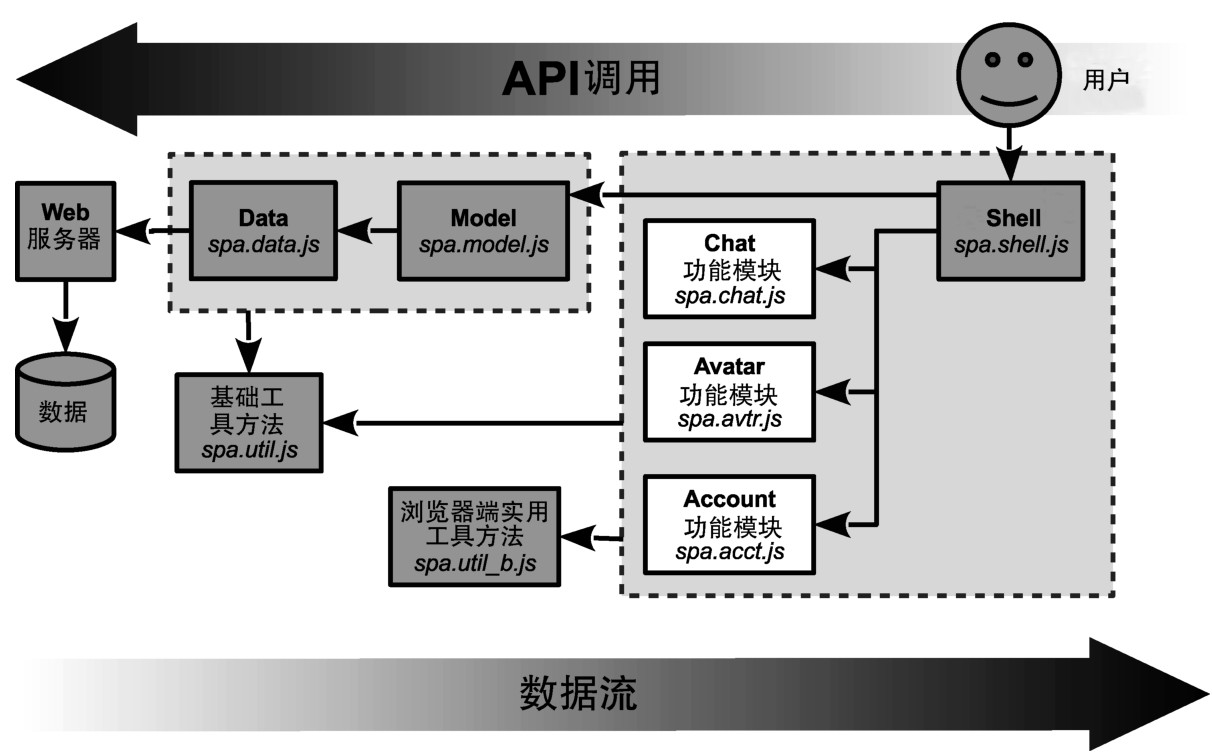 API调用
用户
Web
服务器
Data
spa.data.js
Model
spa.model.js
Shell
spa.shell.js
Chat
功能模块
spa.chat.js
数据
基础工
具方法
spa.util.js
Avatar
功能模块
spa.avtr.js
浏览器端实用
工具方法
spa.util_b.js
Account
功能模块
spa.acct.js
数据流